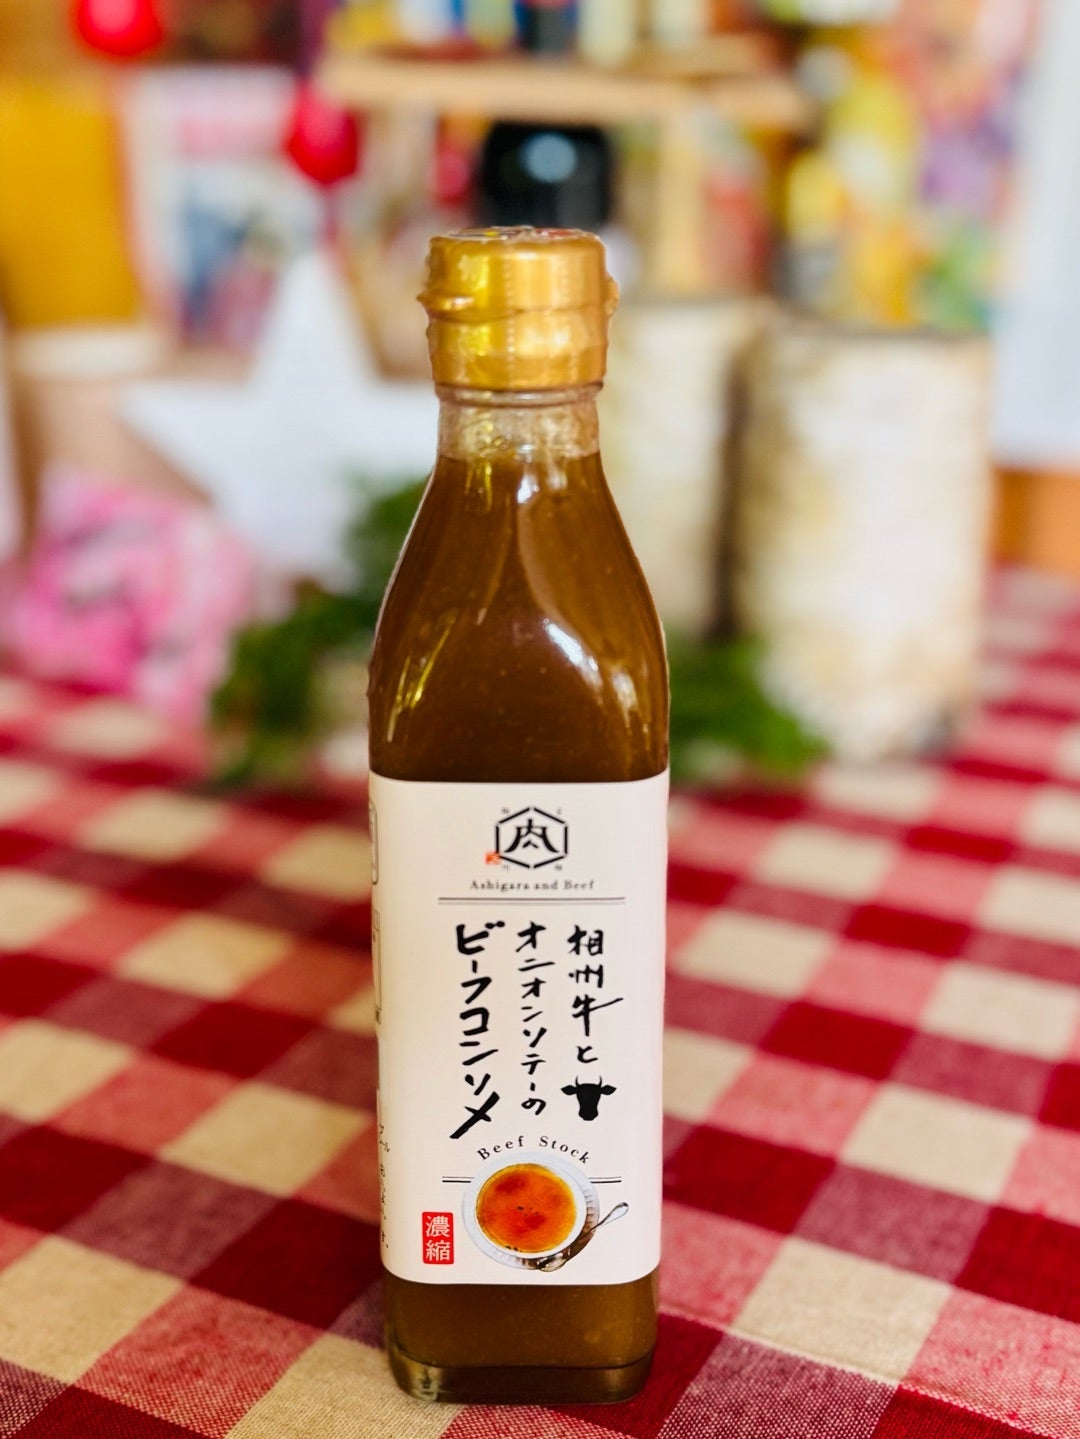 肉
Ashigara and Beef
相州牛と
オニオンソテーの
ビーフコンソメ
Beef Stock
濃縮